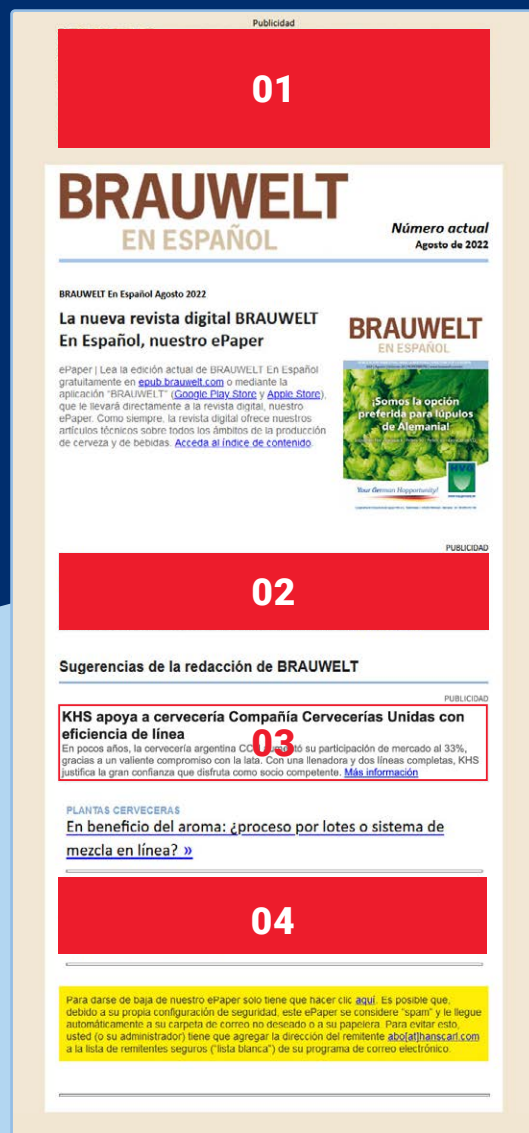 Publicidad
01
BRAUWELT
EN ESPAÑOL
Número actual
Agosto de 2022
BRAUWELT En Español Agosto 2022
La nueva revista digital BRAUWELT
En Español, nuestro ePaper
ePaper | Lea la edición actual de BRAUWELT En Español
gratuitamente en epub.brauwelt.com o mediante la
aplicación "BRAUWELT" (Google Play Store y Apple Store),
que le llevará directamente a la revista digital, nuestro
ePaper. Como siempre, la revista digital ofrece nuestros
artículos técnicos sobre todos los ámbitos de la producción
de cerveza y de bebidas. Acceda al índice de contenido.
BRAUWELT
EN ESPAÑOL
¡Somos la opción
preferida para lúpulos
de Alemania!
HVG
Your German Hopportunity!
PUBLICIDAD
02
Sugerencias de la redacción de BRAUWELT
PUBLICIDAD
KHS apoya a cervecería Compañía Cervecerías Unidas con
eficiencia de línea
03
En pocos años, la cervecería argentina su participación de mercado al 33%,
gracias a un valiente compromiso con la lata. Con una llenadora y dos líneas completas, KHS
justifica la gran confianza que disfruta como socio competente. Más información
PLANTAS CERVECERAS
En beneficio del aroma: ¿proceso por lotes o sistema de
mezcla en línea? »
04
Para darse de baja de nuestro ePaper solo tiene que hacer clic aquí. Es posible que,
debido a su propia configuración de seguridad, este ePaper se considere "spam" y le llegue
automáticamente a su carpeta de correo no deseado o a su papelera. Para evitar esto,
usted (o su administrador) tiene que agregar la dirección del remitente abo[at]hanscarl.com
a la lista de remitentes seguros ("lista blanca") de su programa de correo electrónico.